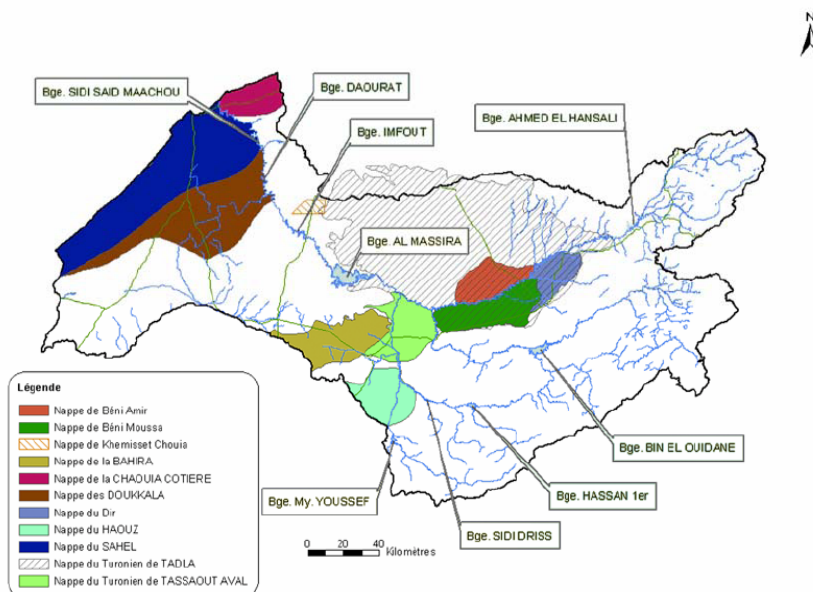 N
Bge. SIDI SAID MAACHOU
Bge. DAOURAT
Bge. IMFOUT
Bge. AHMED EL HANSALI
Bge. AL MASSIRA
Bge. BIN EL OUIDANE
Bge. HASSAN 1er
Bge. My. YOUSSEF
Bge. SIDI DRISS
0 20 40
Kilomètres
Légende
Nappe de Béni Amir
Nappe de Béni Moussa
Nappe de Khemisset Chouia
Nappe de la BAHIRA
Nappe de la CHAOUIA COTIERE
Nappe des DOUKKALA
Nappe du Dir
Nappe du HAOUZ
Nappe du SAHEL
Nappe du Turonien de TADLA
Nappe du Turonien de TASSAOUT AVAL